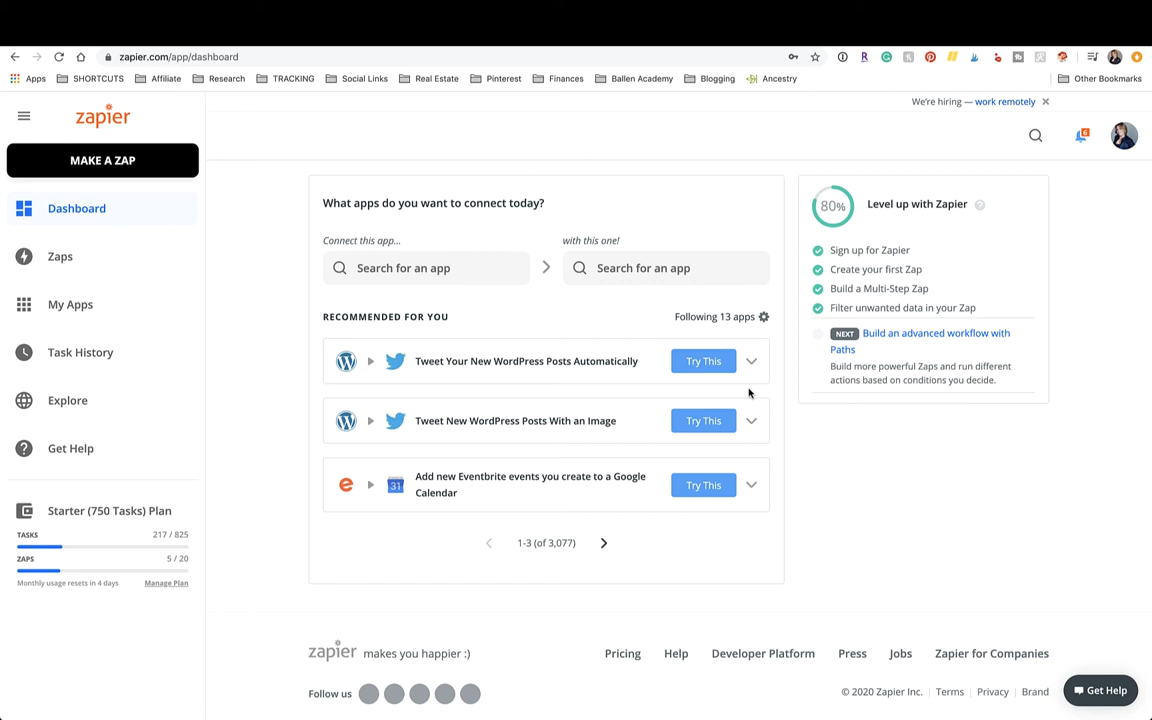 zapier.com/app/dashboard
Apps
SHORTCUTS
Affiliate
Research
TRACKING
Social Links
Real Estate
Pinterest
Finances
Ballen Academy
Blogging
Ancestry
Other Bookmarks
We're hiring — work remotely
zapier
MAKE A ZAP
Dashboard
Zaps
My Apps
Task History
Explore
Get Help
Starter (750 Tasks) Plan
TASKS 217 / 825
ZAPS 5 / 20
Monthly usage resets in 4 days Manage Plan
6
What apps do you want to connect today?
Connect this app... with this one!
Search for an app Search for an app
RECOMMENDED FOR YOU Following 13 apps
Tweet Your New WordPress Posts Automatically Try This
Tweet New WordPress Posts With an Image Try This
31
Add new Eventbrite events you create to a Google
Calendar
Try This
1-3 (of 3,077)
80% Level up with Zapier ?
Sign up for Zapier
Create your first Zap
Build a Multi-Step Zap
Filter unwanted data in your Zap
NEXT Build an advanced workflow with
Paths
Build more powerful Zaps and run different
actions based on conditions you decide.
zapier makes you happier :)
Pricing Help Developer Platform Press Jobs Zapier for Companies
Follow us
© 2020 Zapier Inc. Terms Privacy Brand
Get Help